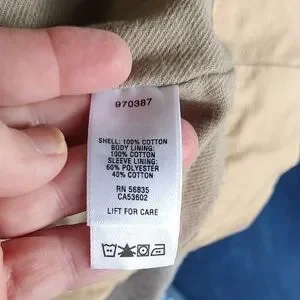 970387
SHELL: 100% COTTON
BODY LINING:
100% COTTON
SLEEVE LINING:
60% POLYESTER
40% COTTON
RN 56835
CA53602
LIFT FOR CARE